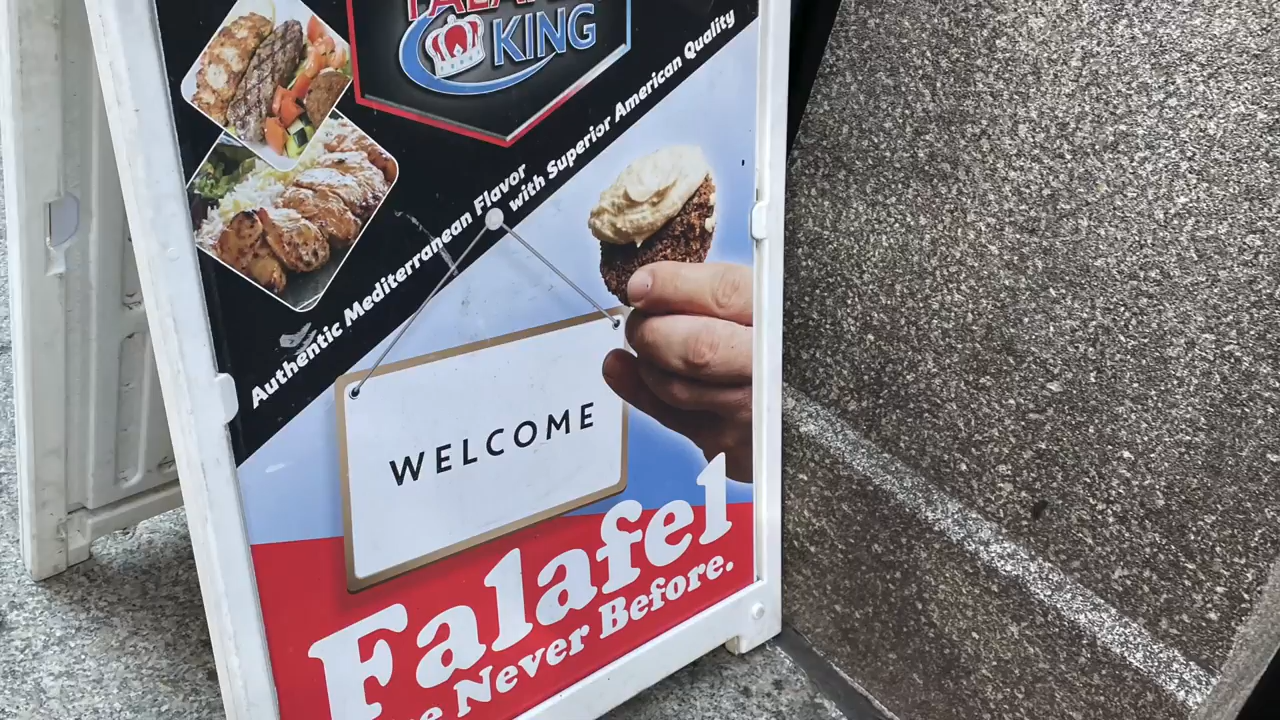 KING
Authentic Mediterranean Flavor
with Superior American Quality
WELCOME
Falafel
Never Before.